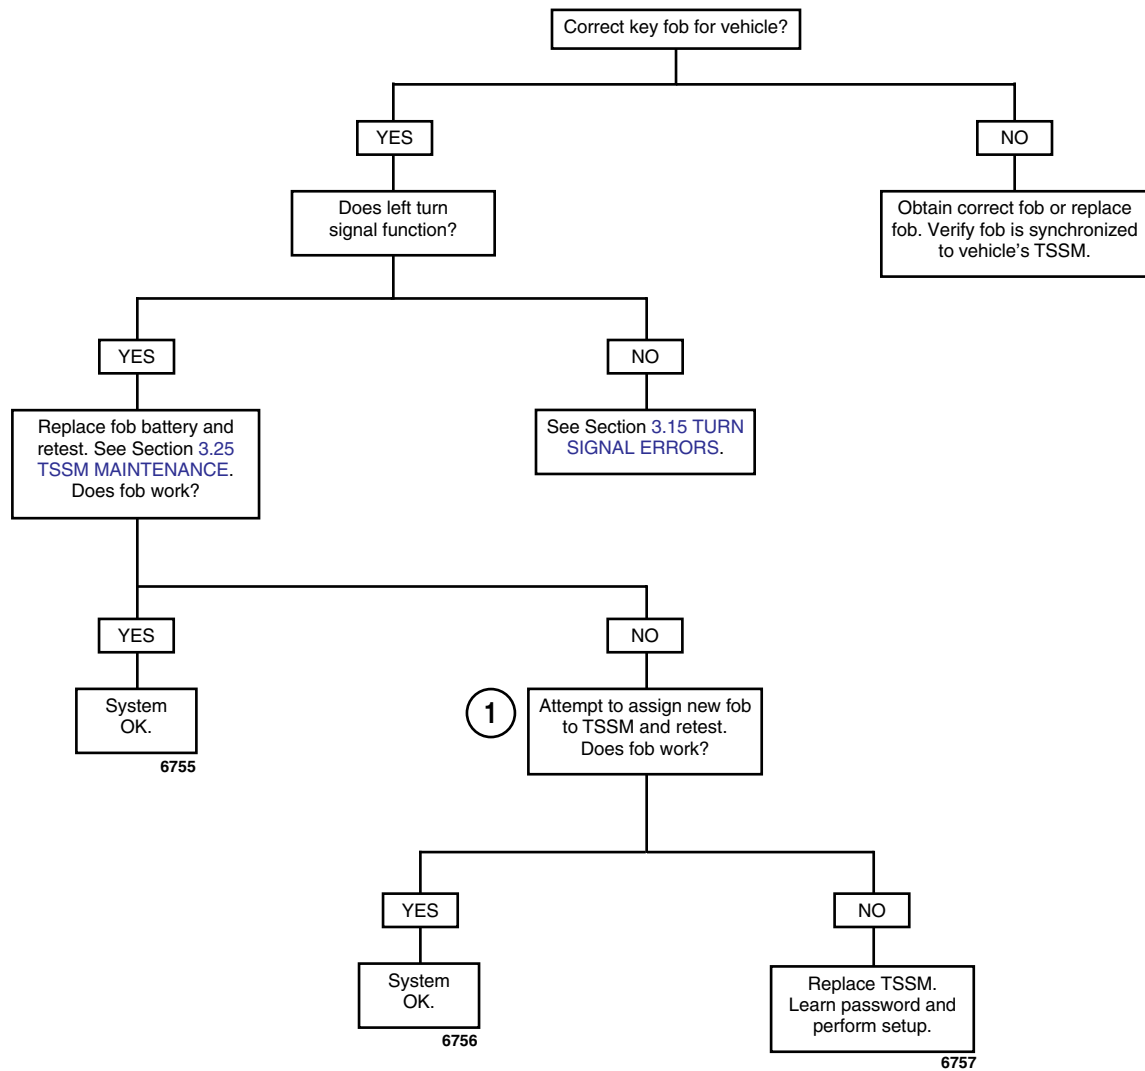 Correct key fob for vehicle?
YES
NO
Does left turn
signal function?
Obtain correct fob or replace
fob. Verify fob is synchronized
to vehicle's TSSM.
YES
NO
Replace fob battery and
retest. See Section 3.25
TSSM MAINTENANCE.
Does fob work?
See Section 3.15 TURN
SIGNAL ERRORS.
YES
NO
System
OK.
6755
1
Attempt to assign new fob
to TSSM and retest.
Does fob work?
YES
NO
System
OK.
6756
Replace TSSM.
Learn password and
perform setup.
6757